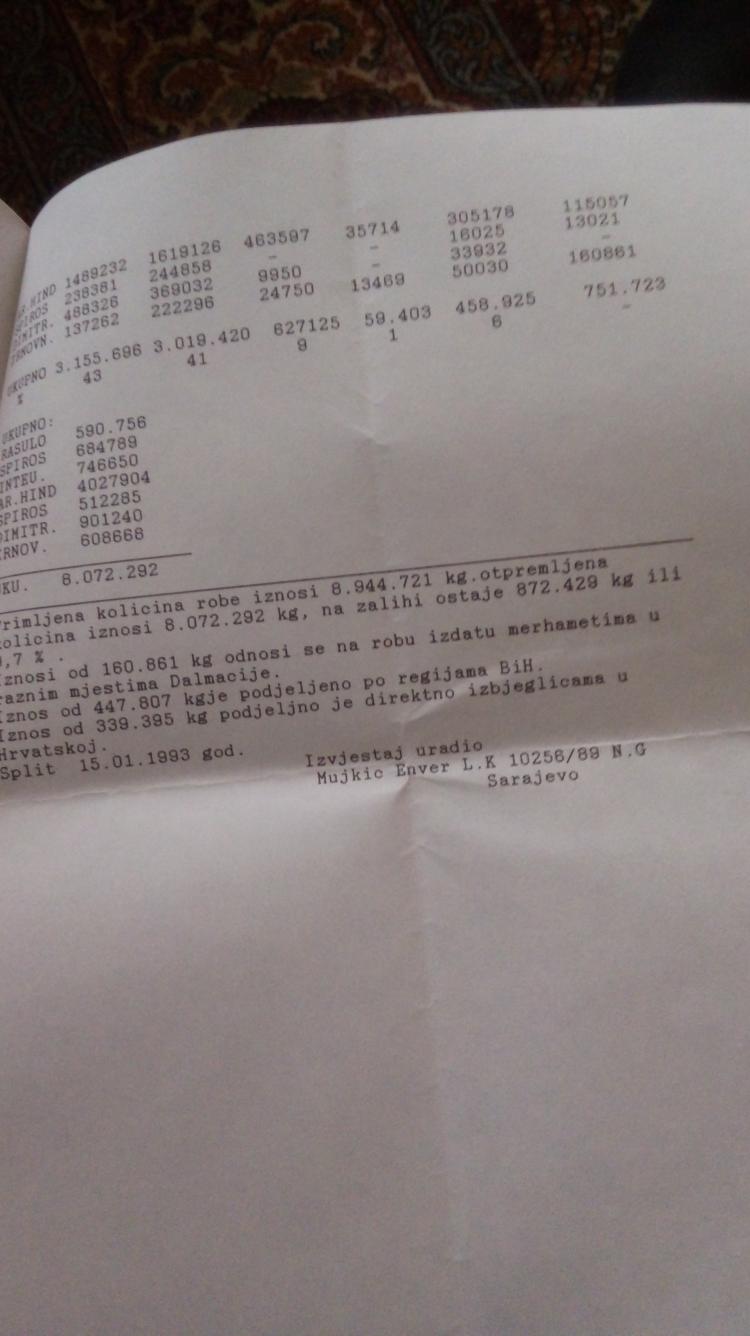 AR.HIND 1489232 1619126 463597 35714 305178 115057
SPIROS 238381 244858 - - 16025 13021
DIMITR. 488326 369032 9950 - 33932 -
TRNOVN. 137262 222296 24750 13469 50030 160861
UKUPNO 3.155.696 3.019.420 627125 59.403 458.925 751.723
% 43 41 9 1 6 -
UKUPNO:
RASULO 590.756
SPIROS 684789
INTEU. 746650
AR.HIND 4027904
SPIROS 512285
DIMITR. 901240
TRNOV. 608668
UKU. 8.072.292
rimljena kolicina robe iznosi 8.944.721 kg.otpremljena
kolicina iznosi 8.072.292 kg, na zalihi ostaje 872.429 kg ili
,7 % .
Iznosi od 160.861 kg odnosi se na robu izdatu merhametima u
raznim mjestima Dalmacije.
Iznos od 447.807 kgje podjeljeno po regijama BiH.
Iznos od 339.395 kg podjeljno je direktno izbjeglicama u
Hrvatskoj.
Split 15.01.1993 god.
Izvjestaj uradio
Mujkic Enver L.K 10256/89 N.G
Sarajevo